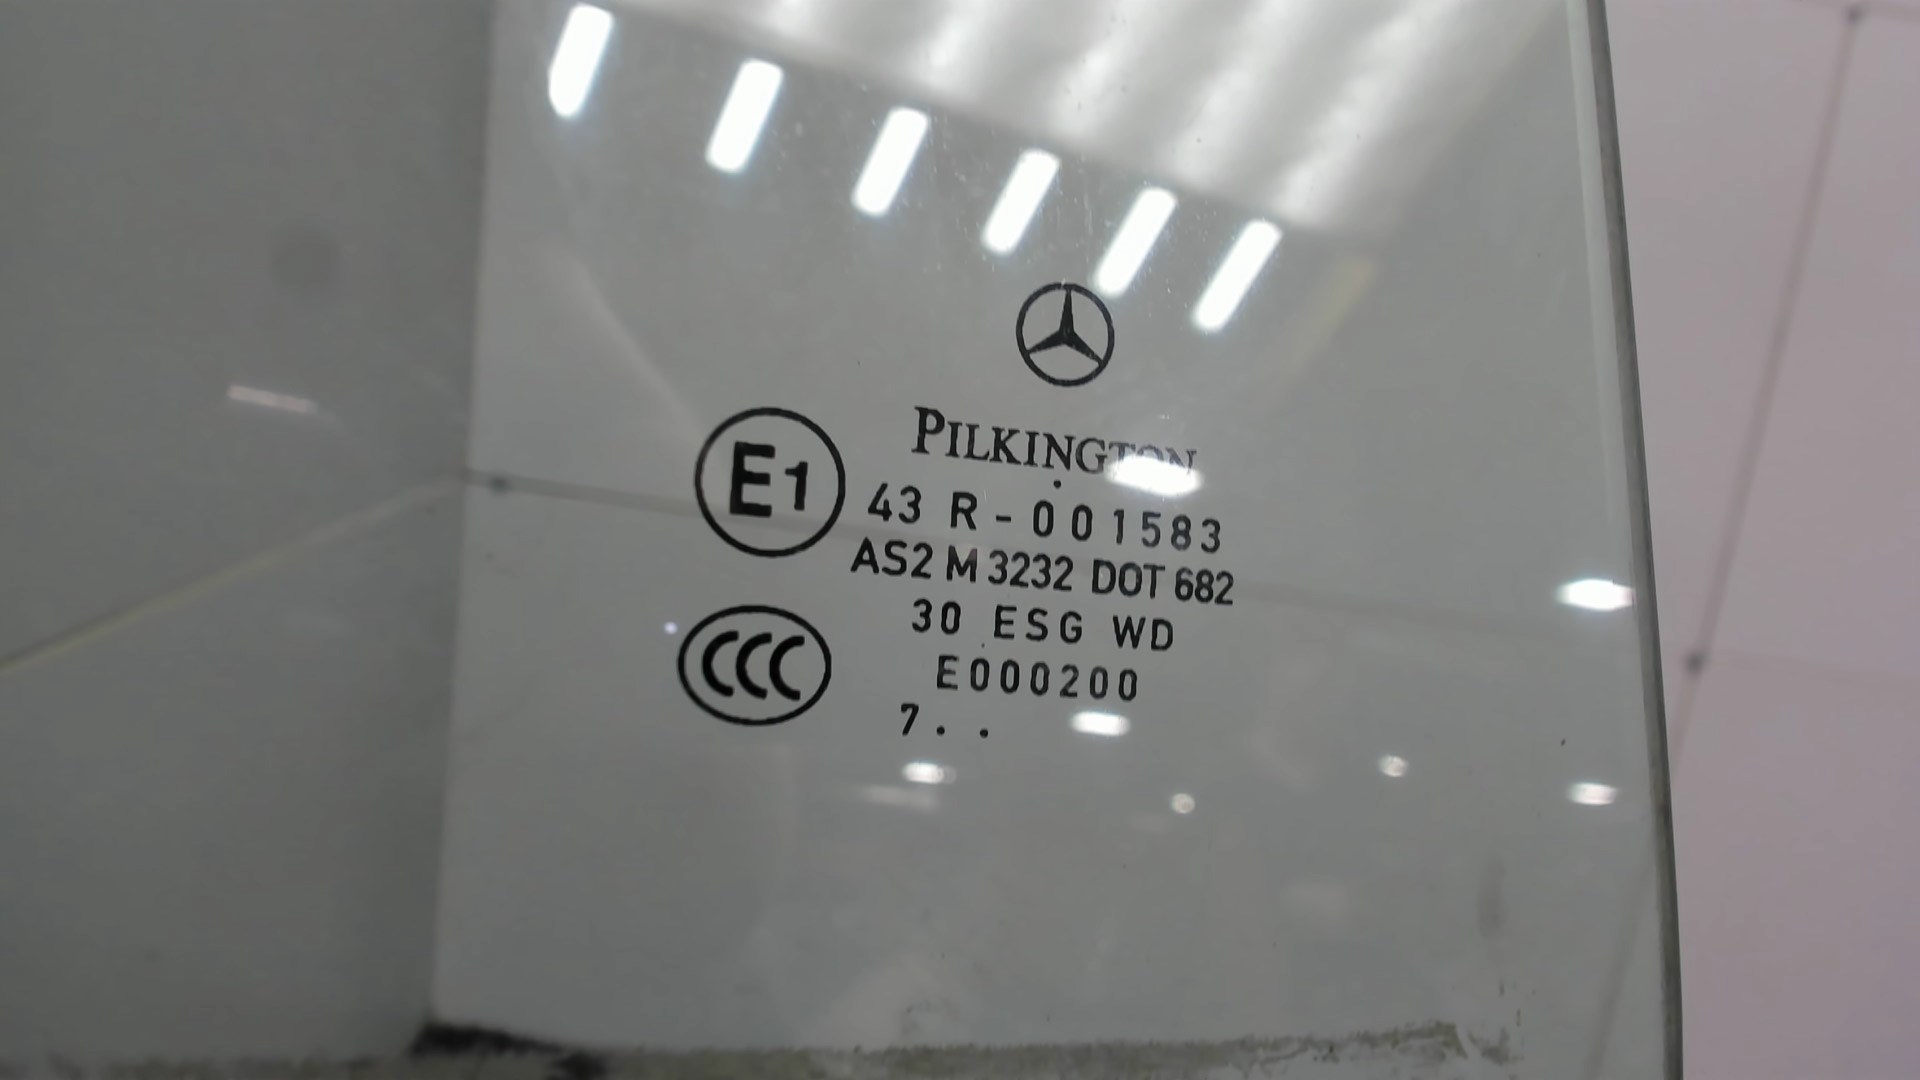 PILKINGTON
E1
43 R - 001583
AS2 M 3232 DOT 682
30 ESG WD
E000200
CCC
7 . .